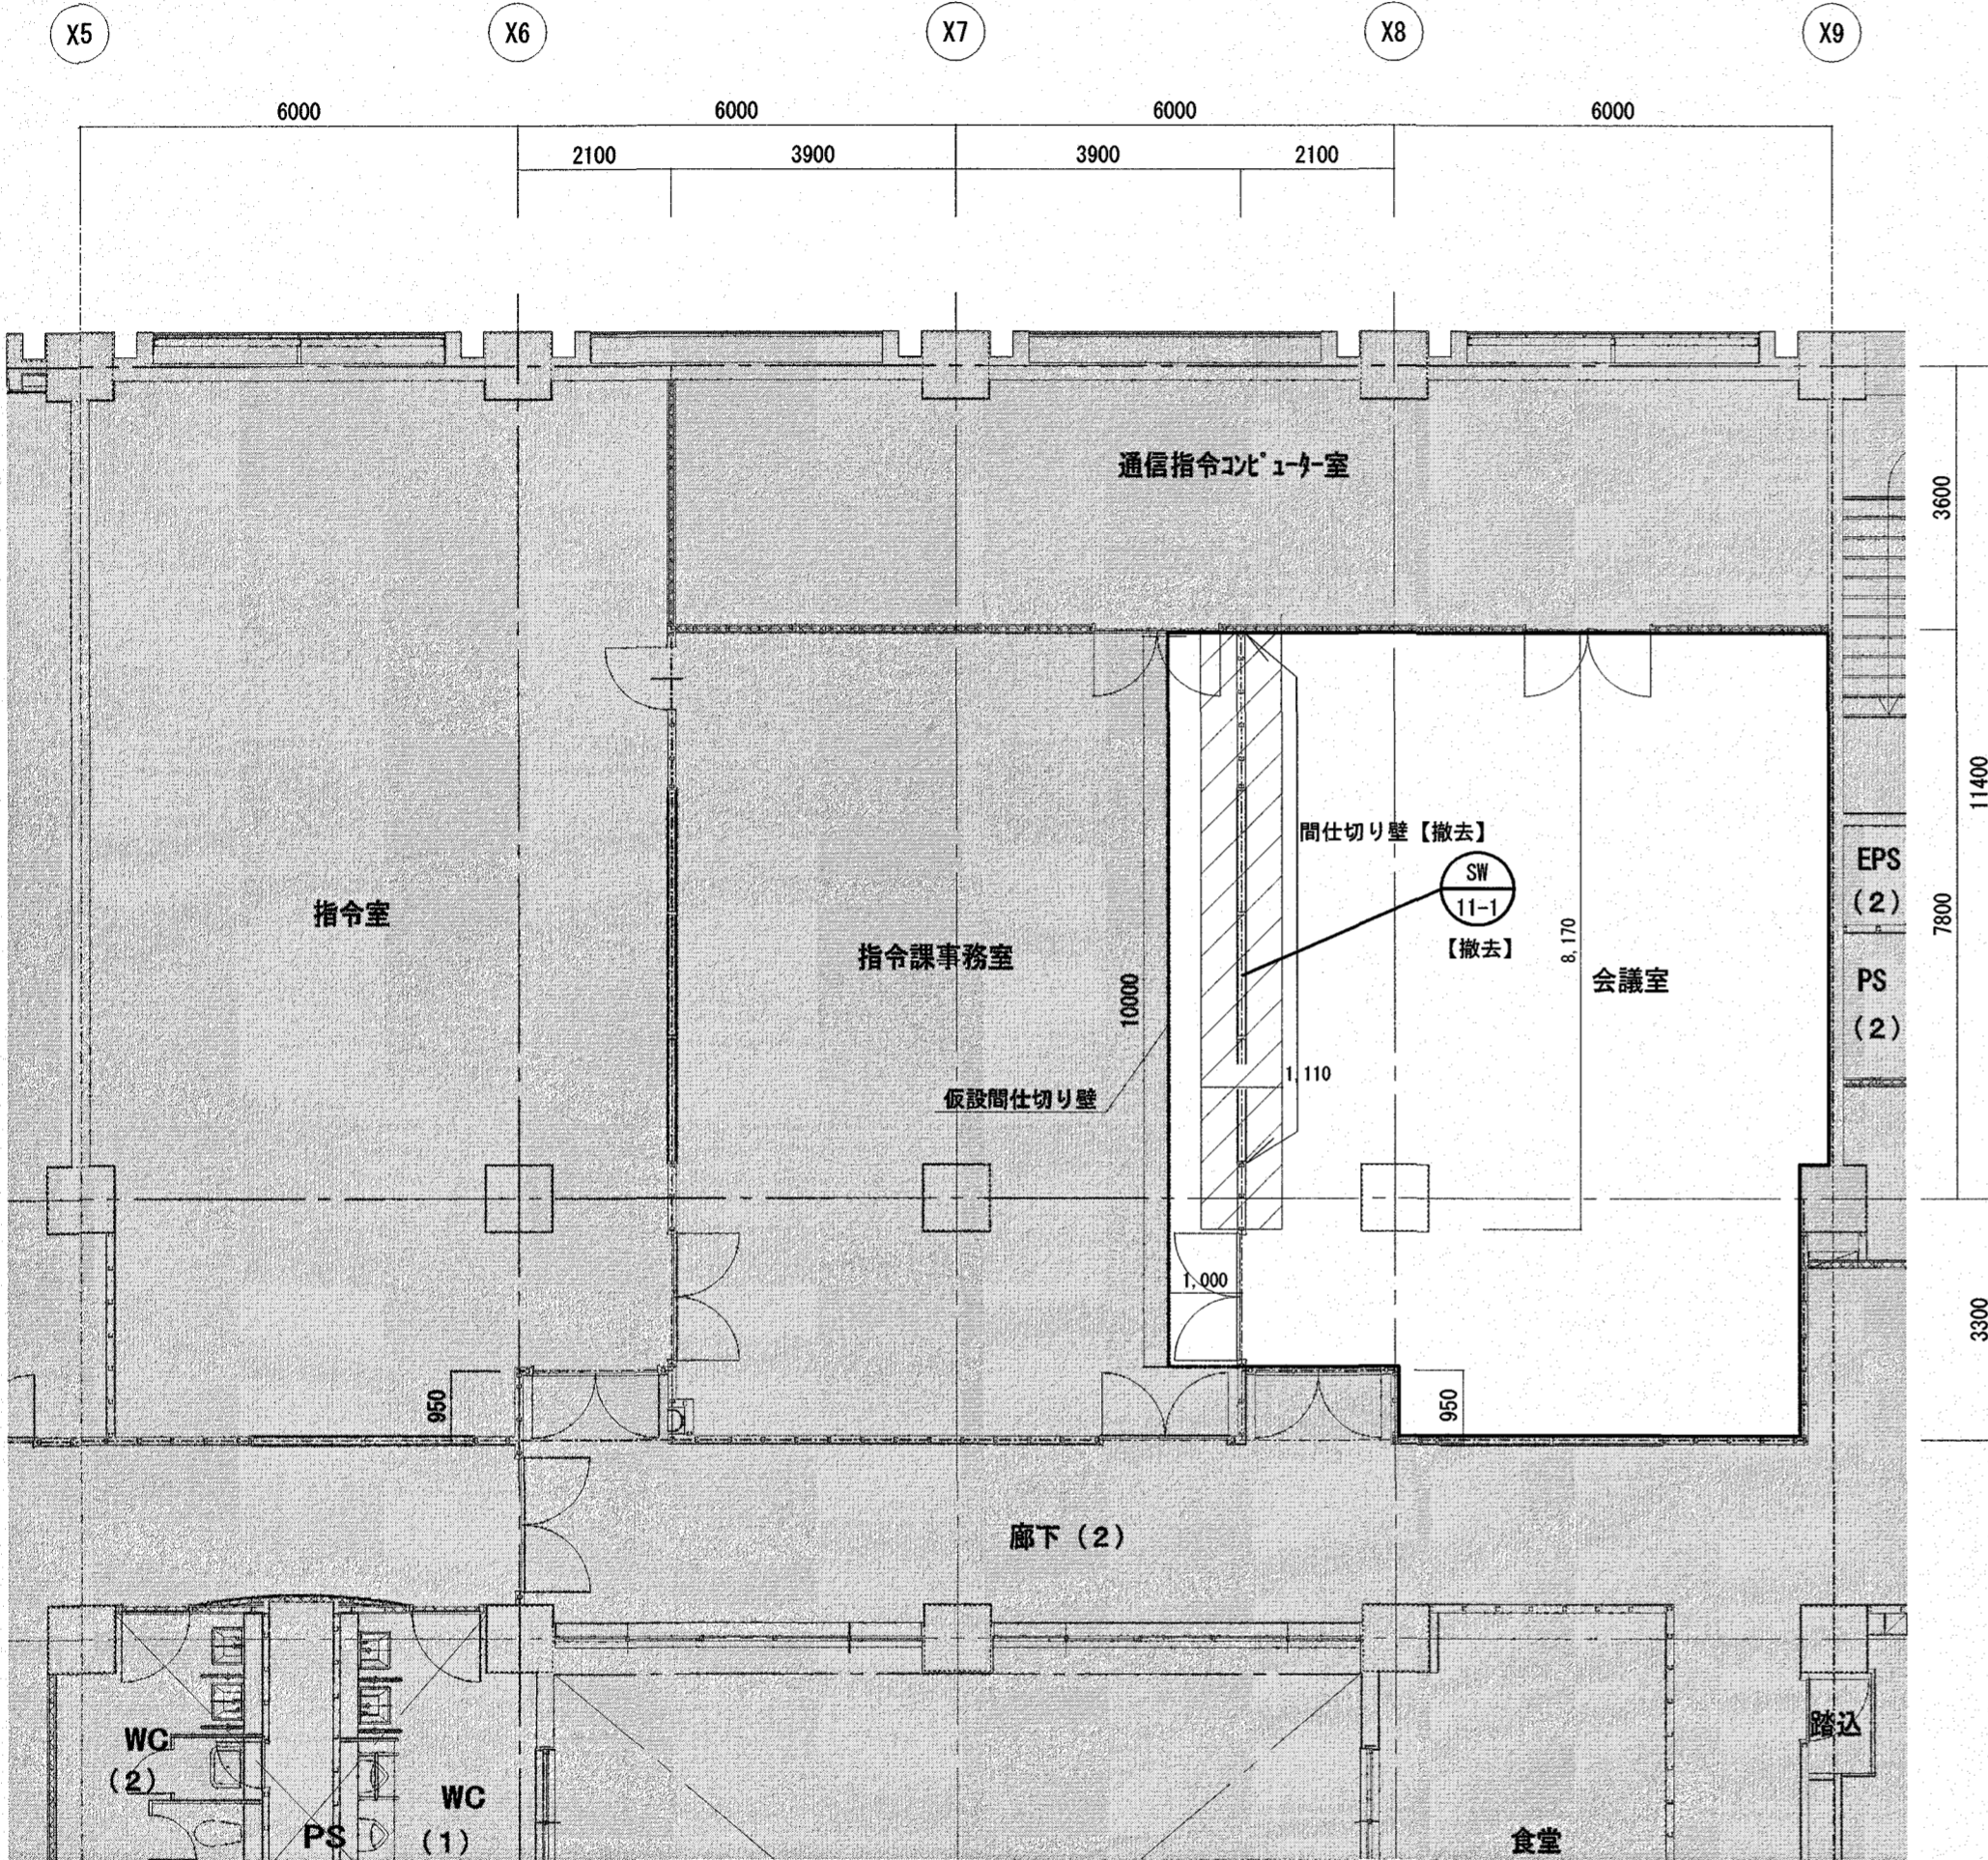 X5
X6
X7
X8
X9
6000
6000
6000
6000
2100
3900
3900
2100
通信指令ｺﾝﾋﾟｭｰﾀｰ室
3600
11400
7800
3300
間仕切り壁【撤去】
SW
11-1
【撤去】
EPS
(2)
PS
(2)
指令室
指令課事務室
会議室
8,170
10000
1,110
仮設間仕切り壁
1,000
950
950
廊下（2）
WC
(2)
PS
WC
(1)
踏込
食堂